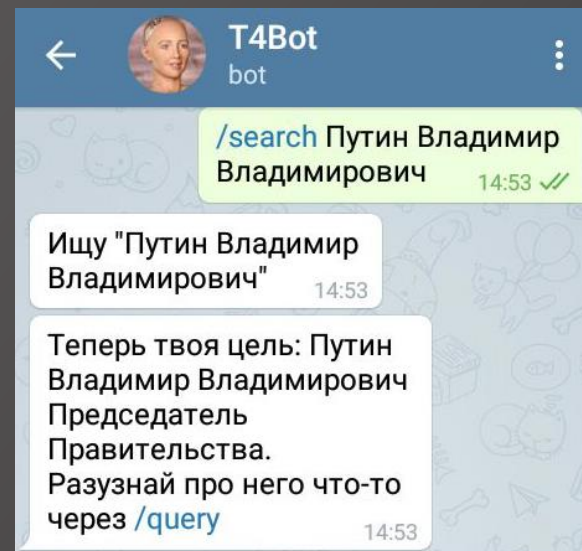 T4Bot
bot
/search Путин Владимир
Владимирович
14:53
Ищу "Путин Владимир
Владимирович"
14:53
Теперь твоя цель: Путин
Владимир Владимирович
Председатель
Правительства.
Разузнай про него что-то
через /query
14:53